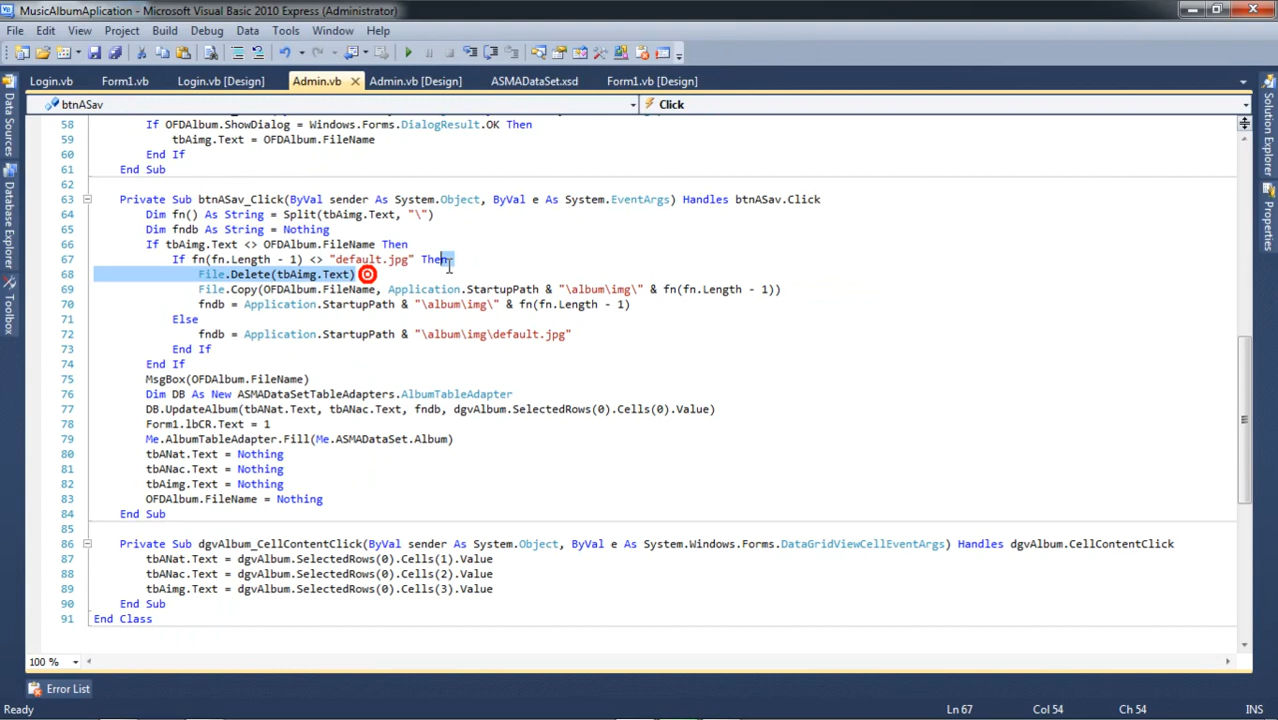 MusicAlbumAplication - Microsoft Visual Basic 2010 Express (Administrator)
File Edit View Project Build Debug Data Tools Window Help
Login.vb Form1.vb Login.vb [Design] Admin.vb Admin.vb [Design] ASMADataSet.xsd Form1.vb [Design]
btnASav Click
58 If OFDAlbum.ShowDialog = Windows.Forms.DialogResult.OK Then
59 tbAimg.Text = OFDAlbum.FileName
60 End If
61 End Sub
62
63 Private Sub btnASav_Click(ByVal sender As System.Object, ByVal e As System.EventArgs) Handles btnASav.Click
64 Dim fn() As String = Split(tbAimg.Text, "\")
65 Dim fndb As String = Nothing
66 If tbAimg.Text <> OFDAlbum.FileName Then
67 If fn(fn.Length - 1) <> "default.jpg" Then
68 File.Delete(tbAimg.Text)
69 File.Copy(OFDAlbum.FileName, Application.StartupPath & "\album\img\" & fn(fn.Length - 1))
70 fndb = Application.StartupPath & "\album\img\" & fn(fn.Length - 1)
71 Else
72 fndb = Application.StartupPath & "\album\img\default.jpg"
73 End If
74 End If
75 MsgBox(OFDAlbum.FileName)
76 Dim DB As New ASMADataSetTableAdapters.AlbumTableAdapter
77 DB.UpdateAlbum(tbANat.Text, tbANac.Text, fndb, dgvAlbum.SelectedRows(0).Cells(0).Value)
78 Form1.lbCR.Text = 1
79 Me.AlbumTableAdapter.Fill(Me.ASMADataSet.Album)
80 tbANat.Text = Nothing
81 tbANac.Text = Nothing
82 tbAimg.Text = Nothing
83 OFDAlbum.FileName = Nothing
84 End Sub
85
86 Private Sub dgvAlbum_CellContentClick(ByVal sender As System.Object, ByVal e As System.Windows.Forms.DataGridViewCellEventArgs) Handles dgvAlbum.CellContentClick
87 tbANat.Text = dgvAlbum.SelectedRows(0).Cells(1).Value
88 tbANac.Text = dgvAlbum.SelectedRows(0).Cells(2).Value
89 tbAimg.Text = dgvAlbum.SelectedRows(0).Cells(3).Value
90 End Sub
91 End Class
100 %
Error List
Ready Ln 67 Col 54 Ch 54 INS
Data Sources
Database Explorer
Toolbox
Solution Explorer
Properties